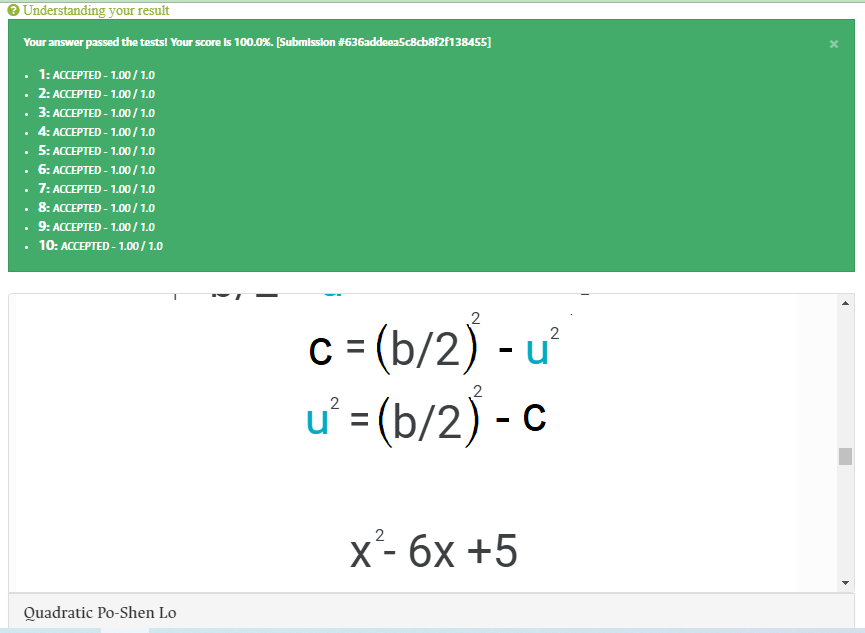 Understanding your result
Your answer passed the tests! Your score is 100.0%. [Submission #636addeea5c8cb8f2f138455]
×
1: ACCEPTED - 1.00 / 1.0
2: ACCEPTED - 1.00 / 1.0
3: ACCEPTED - 1.00 / 1.0
4: ACCEPTED - 1.00 / 1.0
5: ACCEPTED - 1.00 / 1.0
6: ACCEPTED - 1.00 / 1.0
7: ACCEPTED - 1.00 / 1.0
8: ACCEPTED - 1.00 / 1.0
9: ACCEPTED - 1.00 / 1.0
10: ACCEPTED - 1.00 / 1.0
c = (b/2)² - u²
u² = (b/2)² - c
x² - 6x +5
Quadratic Po-Shen Lo